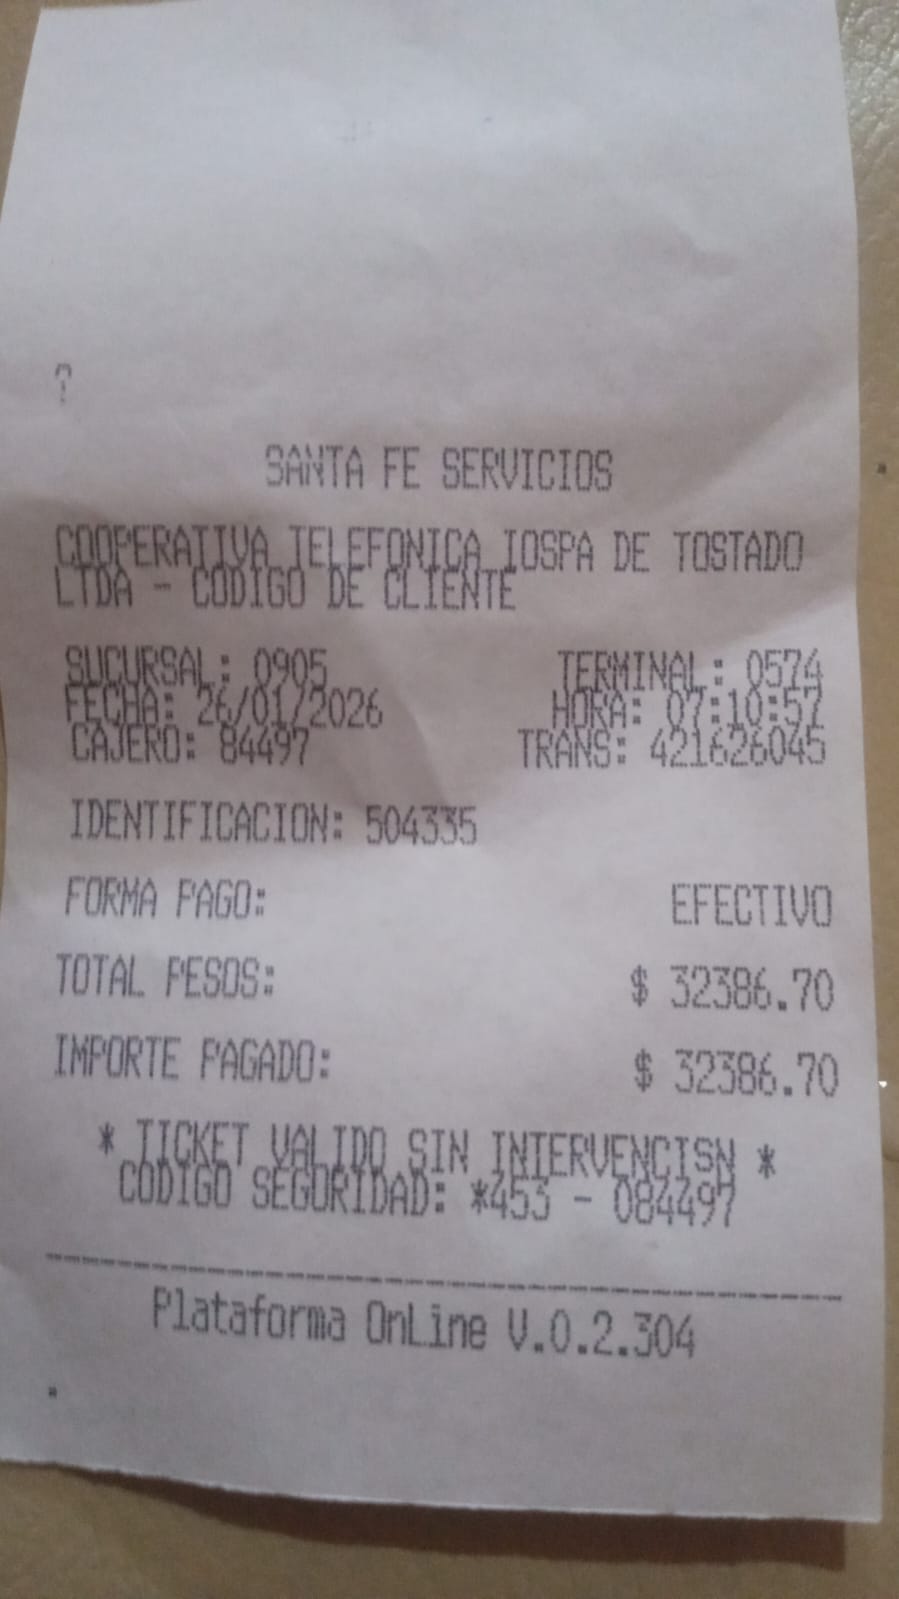 SANTA FE SERVICIOS
COOPERATIVA TELEFONICA TOSPA DE TOSTADO
LTDA - CODIGO DE CLIENTE
SUCURSAL: 0905 TERMINAL: 0574
FECHA: 26/01/2026 HORA: 07:10:57
CAJERO: 84497 TRANS: 421626045
IDENTIFICACION: 504335
FORMA PAGO: EFECTIVO
TOTAL PESOS: $ 32386.70
IMPORTE PAGADO: $ 32386.70
* TICKET VALIDO SIN INTERVENCISN *
CODIGO SEGURIDAD: *453 - 084497
Plataforma OnLine V.0.2.304